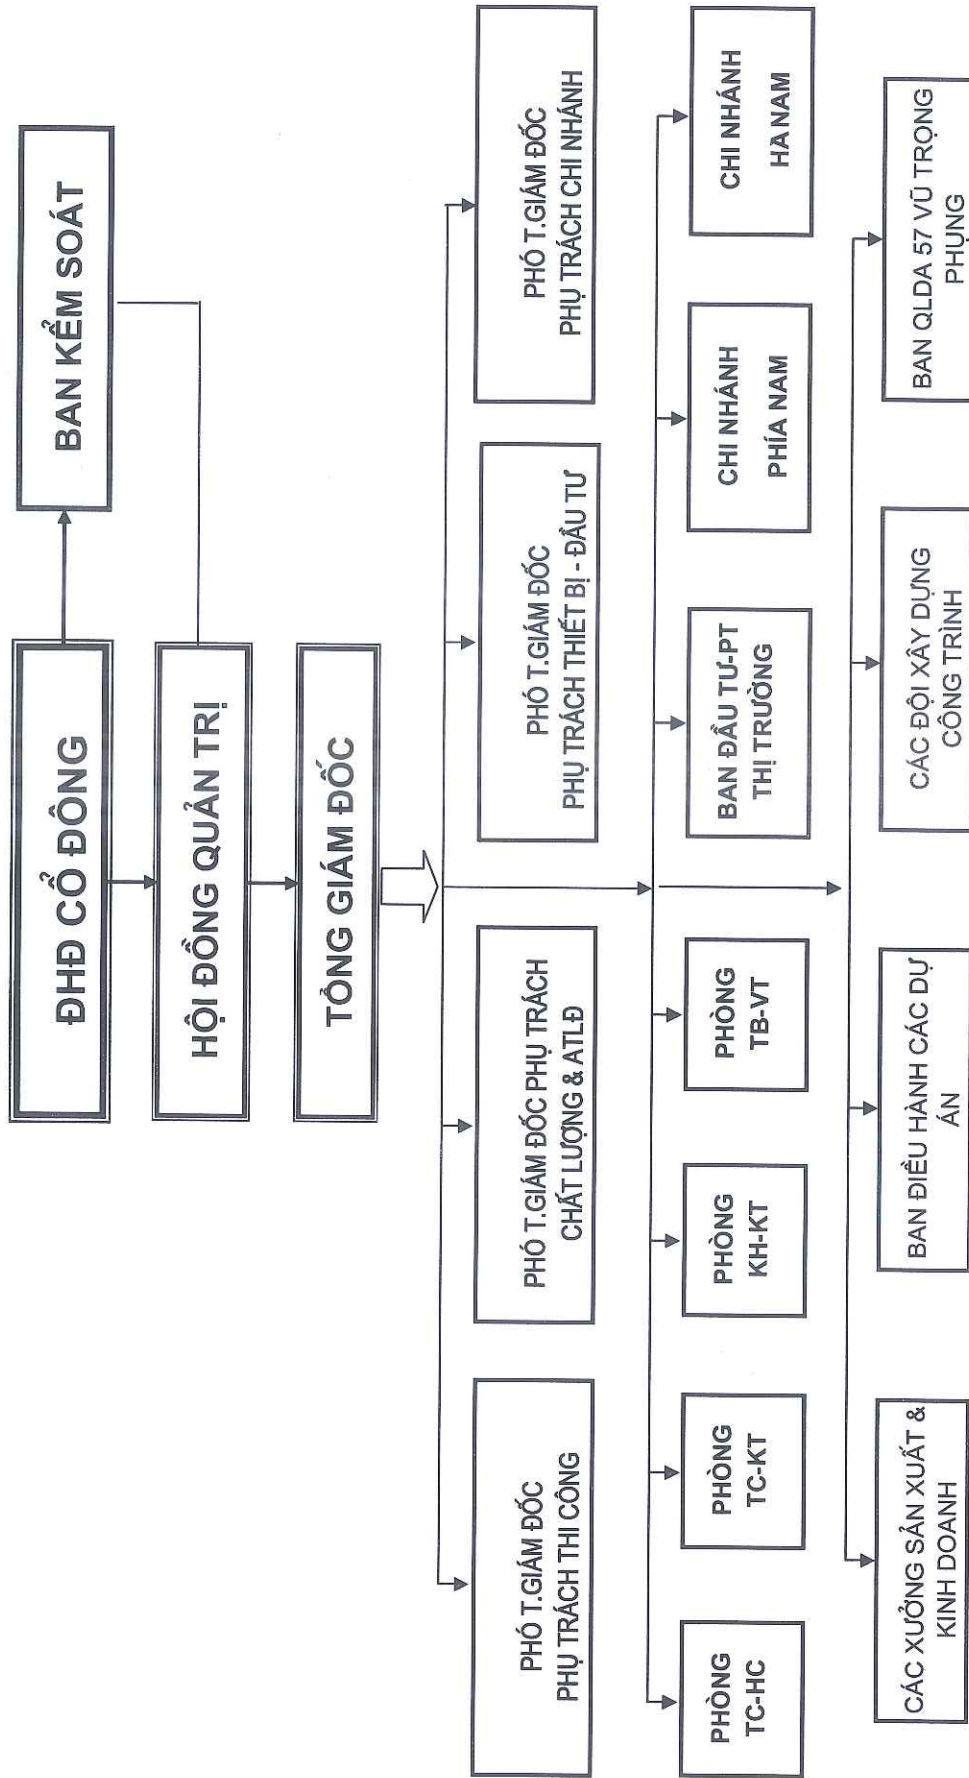 ĐHĐ CỔ ĐÔNG
BAN KỂM SOÁT
HỘI ĐỒNG QUẢN TRỊ
TỔNG GIÁM ĐỐC
PHÓ T.GIÁM ĐỐC
PHỤ TRÁCH THI CÔNG
PHÓ T.GIÁM ĐỐC PHỤ TRÁCH
CHẤT LƯỢNG & ATLĐ
PHÓ T.GIÁM ĐỐC
PHỤ TRÁCH THIẾT BỊ - ĐẦU TƯ
PHÓ T.GIÁM ĐỐC
PHỤ TRÁCH CHI NHÁNH
PHÒNG
TC-HC
PHÒNG
TC-KT
PHÒNG
KH-KT
PHÒNG
TB-VT
BAN ĐẦU TƯ-PT
THỊ TRƯỜNG
CHI NHÁNH
PHÍA NAM
CHI NHÁNH
HÀ NAM
CÁC XƯỞNG SẢN XUẤT &
KINH DOANH
BAN ĐIỀU HÀNH CÁC DỰ
ÁN
CÁC ĐỘI XÂY DỰNG
CÔNG TRÌNH
BAN QLDA 57 VŨ TRỌNG
PHỤNG